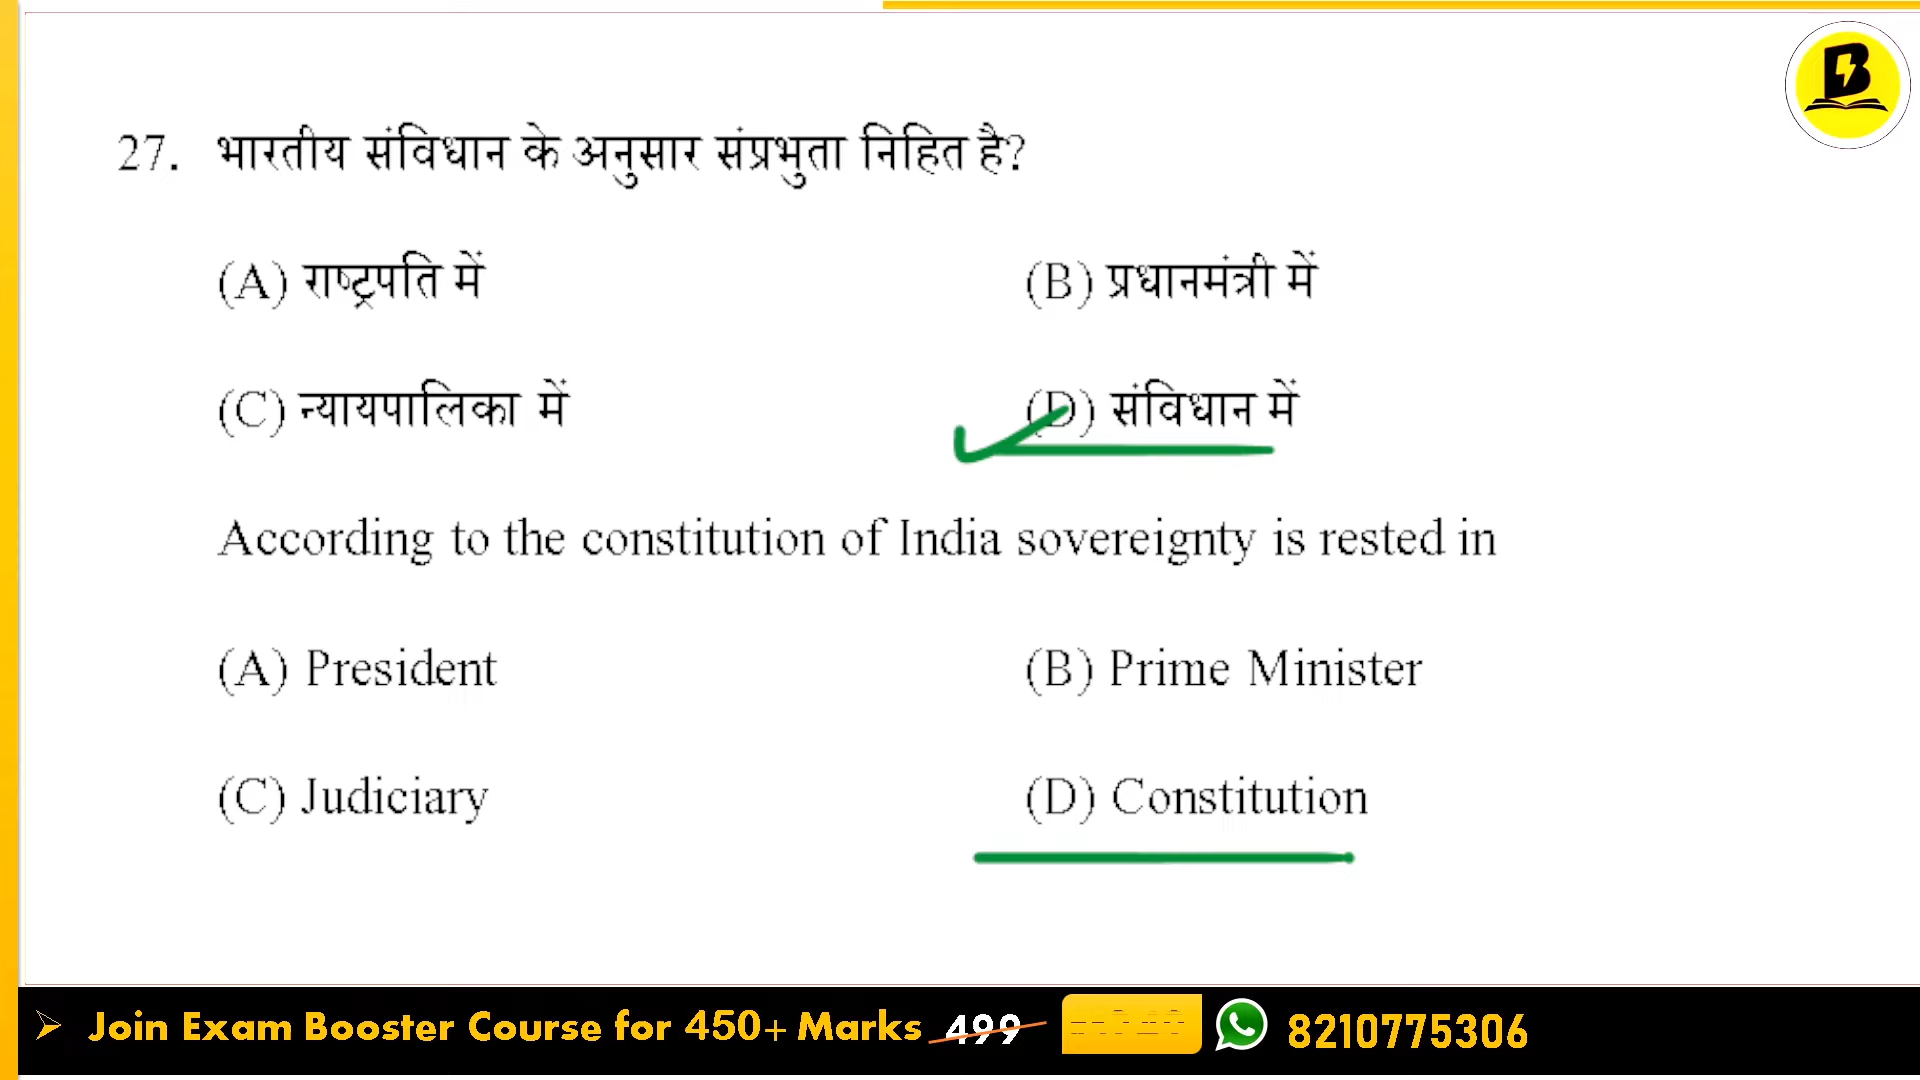 27. भारतीय संविधान के अनुसार संप्रभुता निहित है?
(A) राष्ट्रपति में (B) प्रधानमंत्री में
(C) न्यायपालिका में (D) संविधान में
According to the constitution of India sovereignty is rested in
(A) President (B) Prime Minister
(C) Judiciary (D) Constitution
➢ Join Exam Booster Course for 450+ Marks 499 8210775306